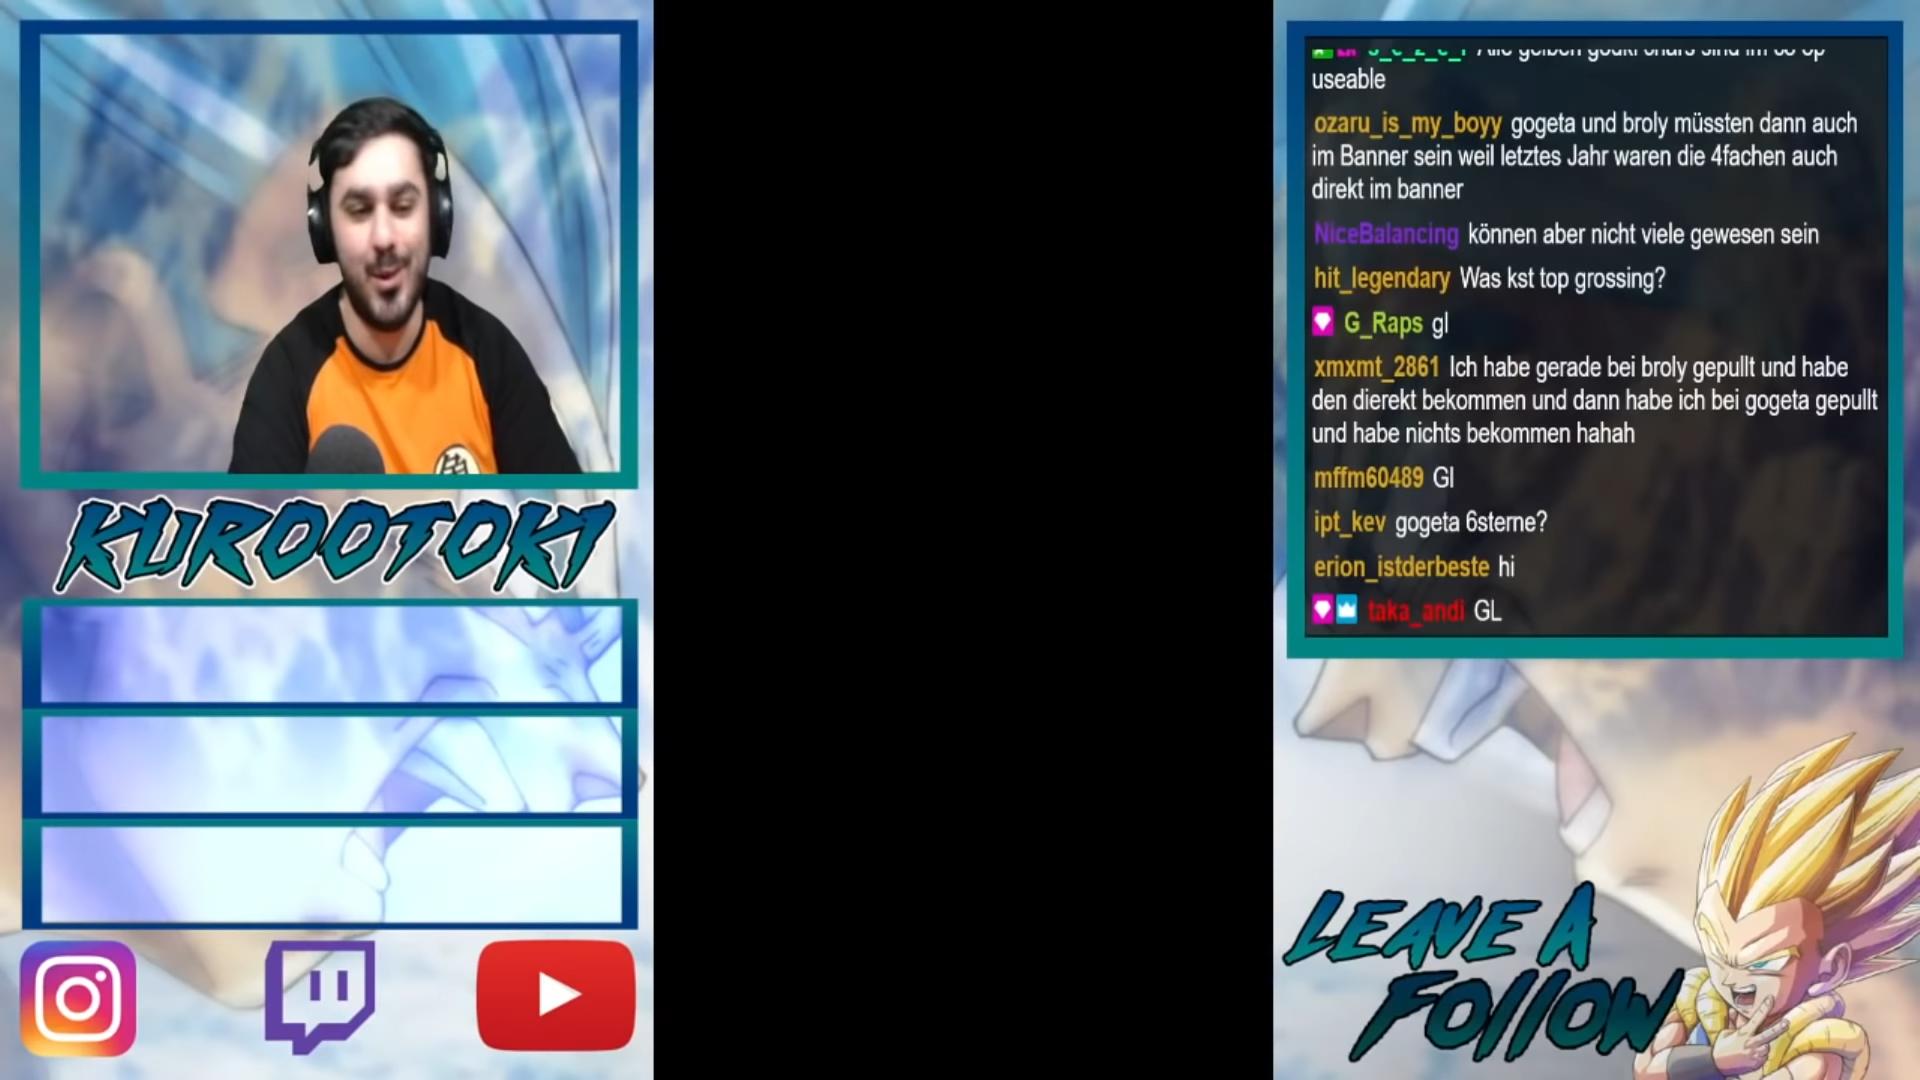 KUROOTOKI
useable
ozaru_is_my_boyy gogeta und broly müssten dann auch
im Banner sein weil letztes Jahr waren die 4fachen auch
direkt im banner
NiceBalancing können aber nicht viele gewesen sein
hit_legendary Was kst top grossing?
G_Raps gl
xmxmt_2861 Ich habe gerade bei broly gepullt und habe
den dierekt bekommen und dann habe ich bei gogeta gepullt
und habe nichts bekommen hahah
mffm60489 Gl
ipt_kev gogeta 6sterne?
erion_istderbeste hi
taka_andi GL
LEAVE A
FOllOW